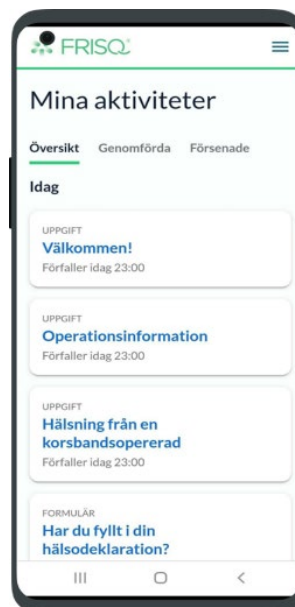 FRISQ
Mina aktiviteter
Översikt Genomförda Försenade
Idag
UPPGIFT
Välkommen!
Förfaller idag 23:00
UPPGIFT
Operationsinformation
Förfaller idag 23:00
UPPGIFT
Hälsning från en
korsbandsopererad
Förfaller idag 23:00
FORMULÄR
Har du fyllt i din
hälsodeklaration?